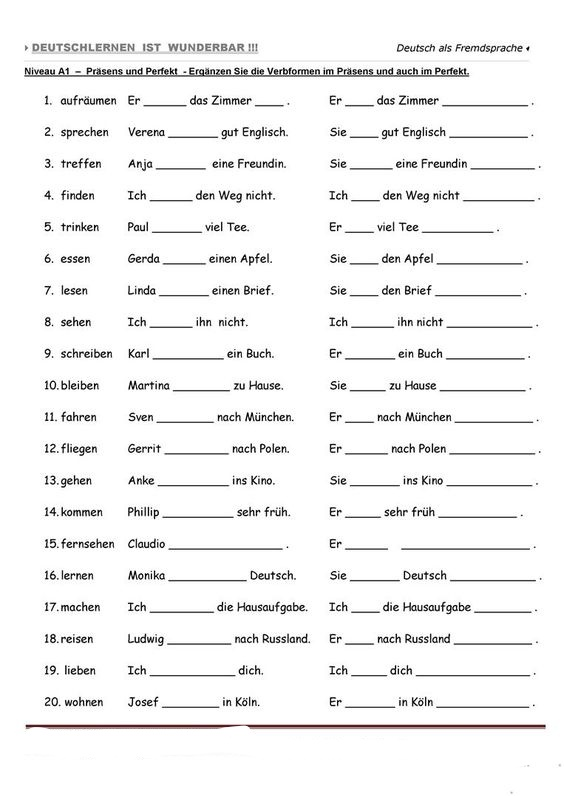 DEUTSCHLERNEN IST WUNDERBAR !!! Deutsch als Fremdsprache
Niveau A1 – Präsens und Perfekt - Ergänzen Sie die Verbformen im Präsens und auch im Perfekt.
1. aufräumen Er ______ das Zimmer ____ . Er ____ das Zimmer ____________ .
2. sprechen Verena _______ gut Englisch. Sie ____ gut Englisch ___________ .
3. treffen Anja _______ eine Freundin. Sie ______ eine Freundin _________ .
4. finden Ich ______ den Weg nicht. Ich ____ den Weg nicht __________ .
5. trinken Paul _______ viel Tee. Er ____ viel Tee __________ .
6. essen Gerda ______ einen Apfel. Sie ____ den Apfel ____________ .
7. lesen Linda _______ einen Brief. Sie ____ den Brief ____________ .
8. sehen Ich ______ ihn nicht. Ich ______ ihn nicht ____________ .
9. schreiben Karl __________ ein Buch. Er _______ ein Buch ___________ .
10. bleiben Martina ________ zu Hause. Sie _____ zu Hause ____________ .
11. fahren Sven ________ nach München. Er ____ nach München ___________ .
12. fliegen Gerrit _________ nach Polen. Er ______ nach Polen ____________ .
13. gehen Anke __________ ins Kino. Sie _______ ins Kino ____________ .
14. kommen Phillip __________ sehr früh. Er _____ sehr früh ___________ .
15. fernsehen Claudio ________________ . Er ______ __________________ .
16. lernen Monika ___________ Deutsch. Sie _______ Deutsch ____________ .
17. machen Ich _________ die Hausaufgabe. Ich ____ die Hausaufgabe ________ .
18. reisen Ludwig _________ nach Russland. Er ____ nach Russland ___________ .
19. lieben Ich ____________ dich. Ich ____ dich ________________ .
20. wohnen Josef ________ in Köln. Er _______ in Köln _____________ .